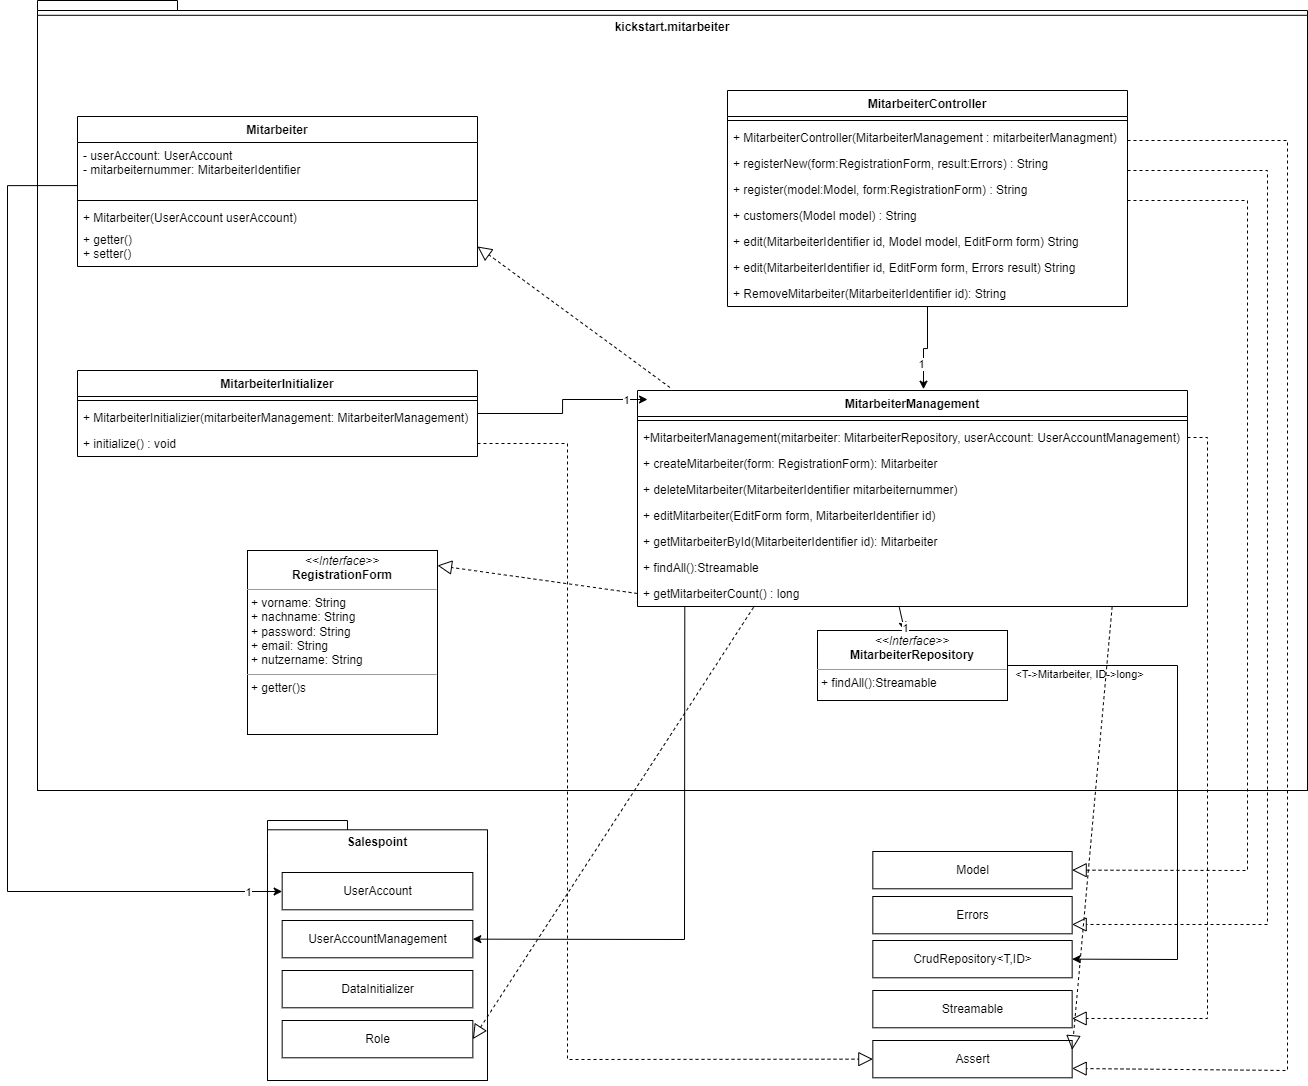 kickstart.mitarbeiter
Mitarbeiter
- userAccount: UserAccount
- mitarbeiternummer: MitarbeiterIdentifier
+ Mitarbeiter(UserAccount userAccount)
+ getter()
+ setter()
MitarbeiterController
+ MitarbeiterController(MitarbeiterManagement : mitarbeiterManagment)
+ registerNew(form:RegistrationForm, result:Errors) : String
+ register(model:Model, form:RegistrationForm) : String
+ customers(Model model) : String
+ edit(MitarbeiterIdentifier id, Model model, EditForm form) String
+ edit(MitarbeiterIdentifier id, EditForm form, Errors result) String
+ RemoveMitarbeiter(MitarbeiterIdentifier id): String
1
MitarbeiterInitializer
+ MitarbeiterInitializier(mitarbeiterManagement: MitarbeiterManagement)
+ initialize() : void
1
MitarbeiterManagement
+MitarbeiterManagement(mitarbeiter: MitarbeiterRepository, userAccount: UserAccountManagement)
+ createMitarbeiter(form: RegistrationForm): Mitarbeiter
+ deleteMitarbeiter(MitarbeiterIdentifier mitarbeiternummer)
+ editMitarbeiter(EditForm form, MitarbeiterIdentifier id)
+ getMitarbeiterById(MitarbeiterIdentifier id): Mitarbeiter
+ findAll():Streamable
+ getMitarbeiterCount() : long
<<Interface>>
RegistrationForm
+ vorname: String
+ nachname: String
+ password: String
+ email: String
+ nutzername: String
+ getter()s
1
<<Interface>>
MitarbeiterRepository
+ findAll():Streamable
<T->Mitarbeiter, ID->long>
Salespoint
1
UserAccount
UserAccountManagement
DataInitializer
Role
Model
Errors
CrudRepository<T,ID>
Streamable
Assert